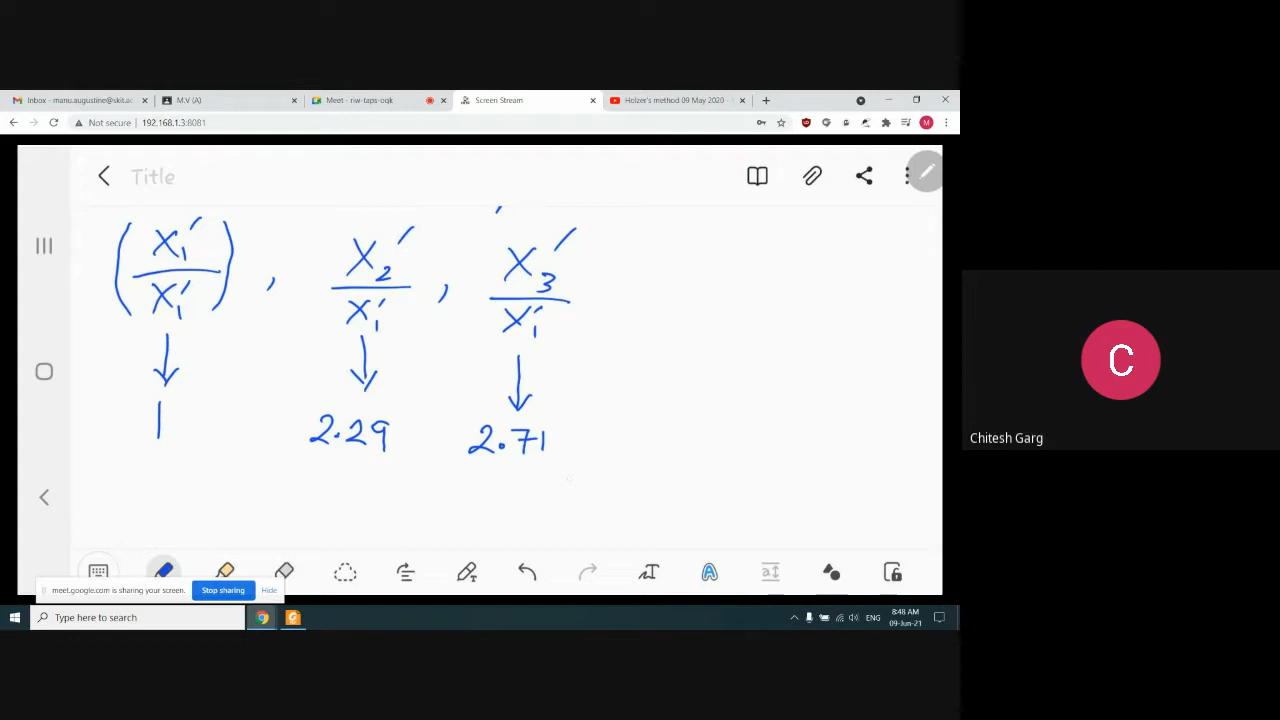 Inbox - manu.augustine@skit.ac
M.V (A)
Meet - riw-taps-oqk
Screen Stream
Holzer's method 09 May 2020 -
Not secure | 192.168.1.3:8081
M
Title
(X₁′/X₁′) , X₂′/X₁′ , X₃′/X₁′
↓ ↓ ↓
1 2.29 2.71
meet.google.com is sharing your screen.
Stop sharing
Hide
Type here to search
ENG
8:48 AM
09-Jun-21
C
Chitesh Garg